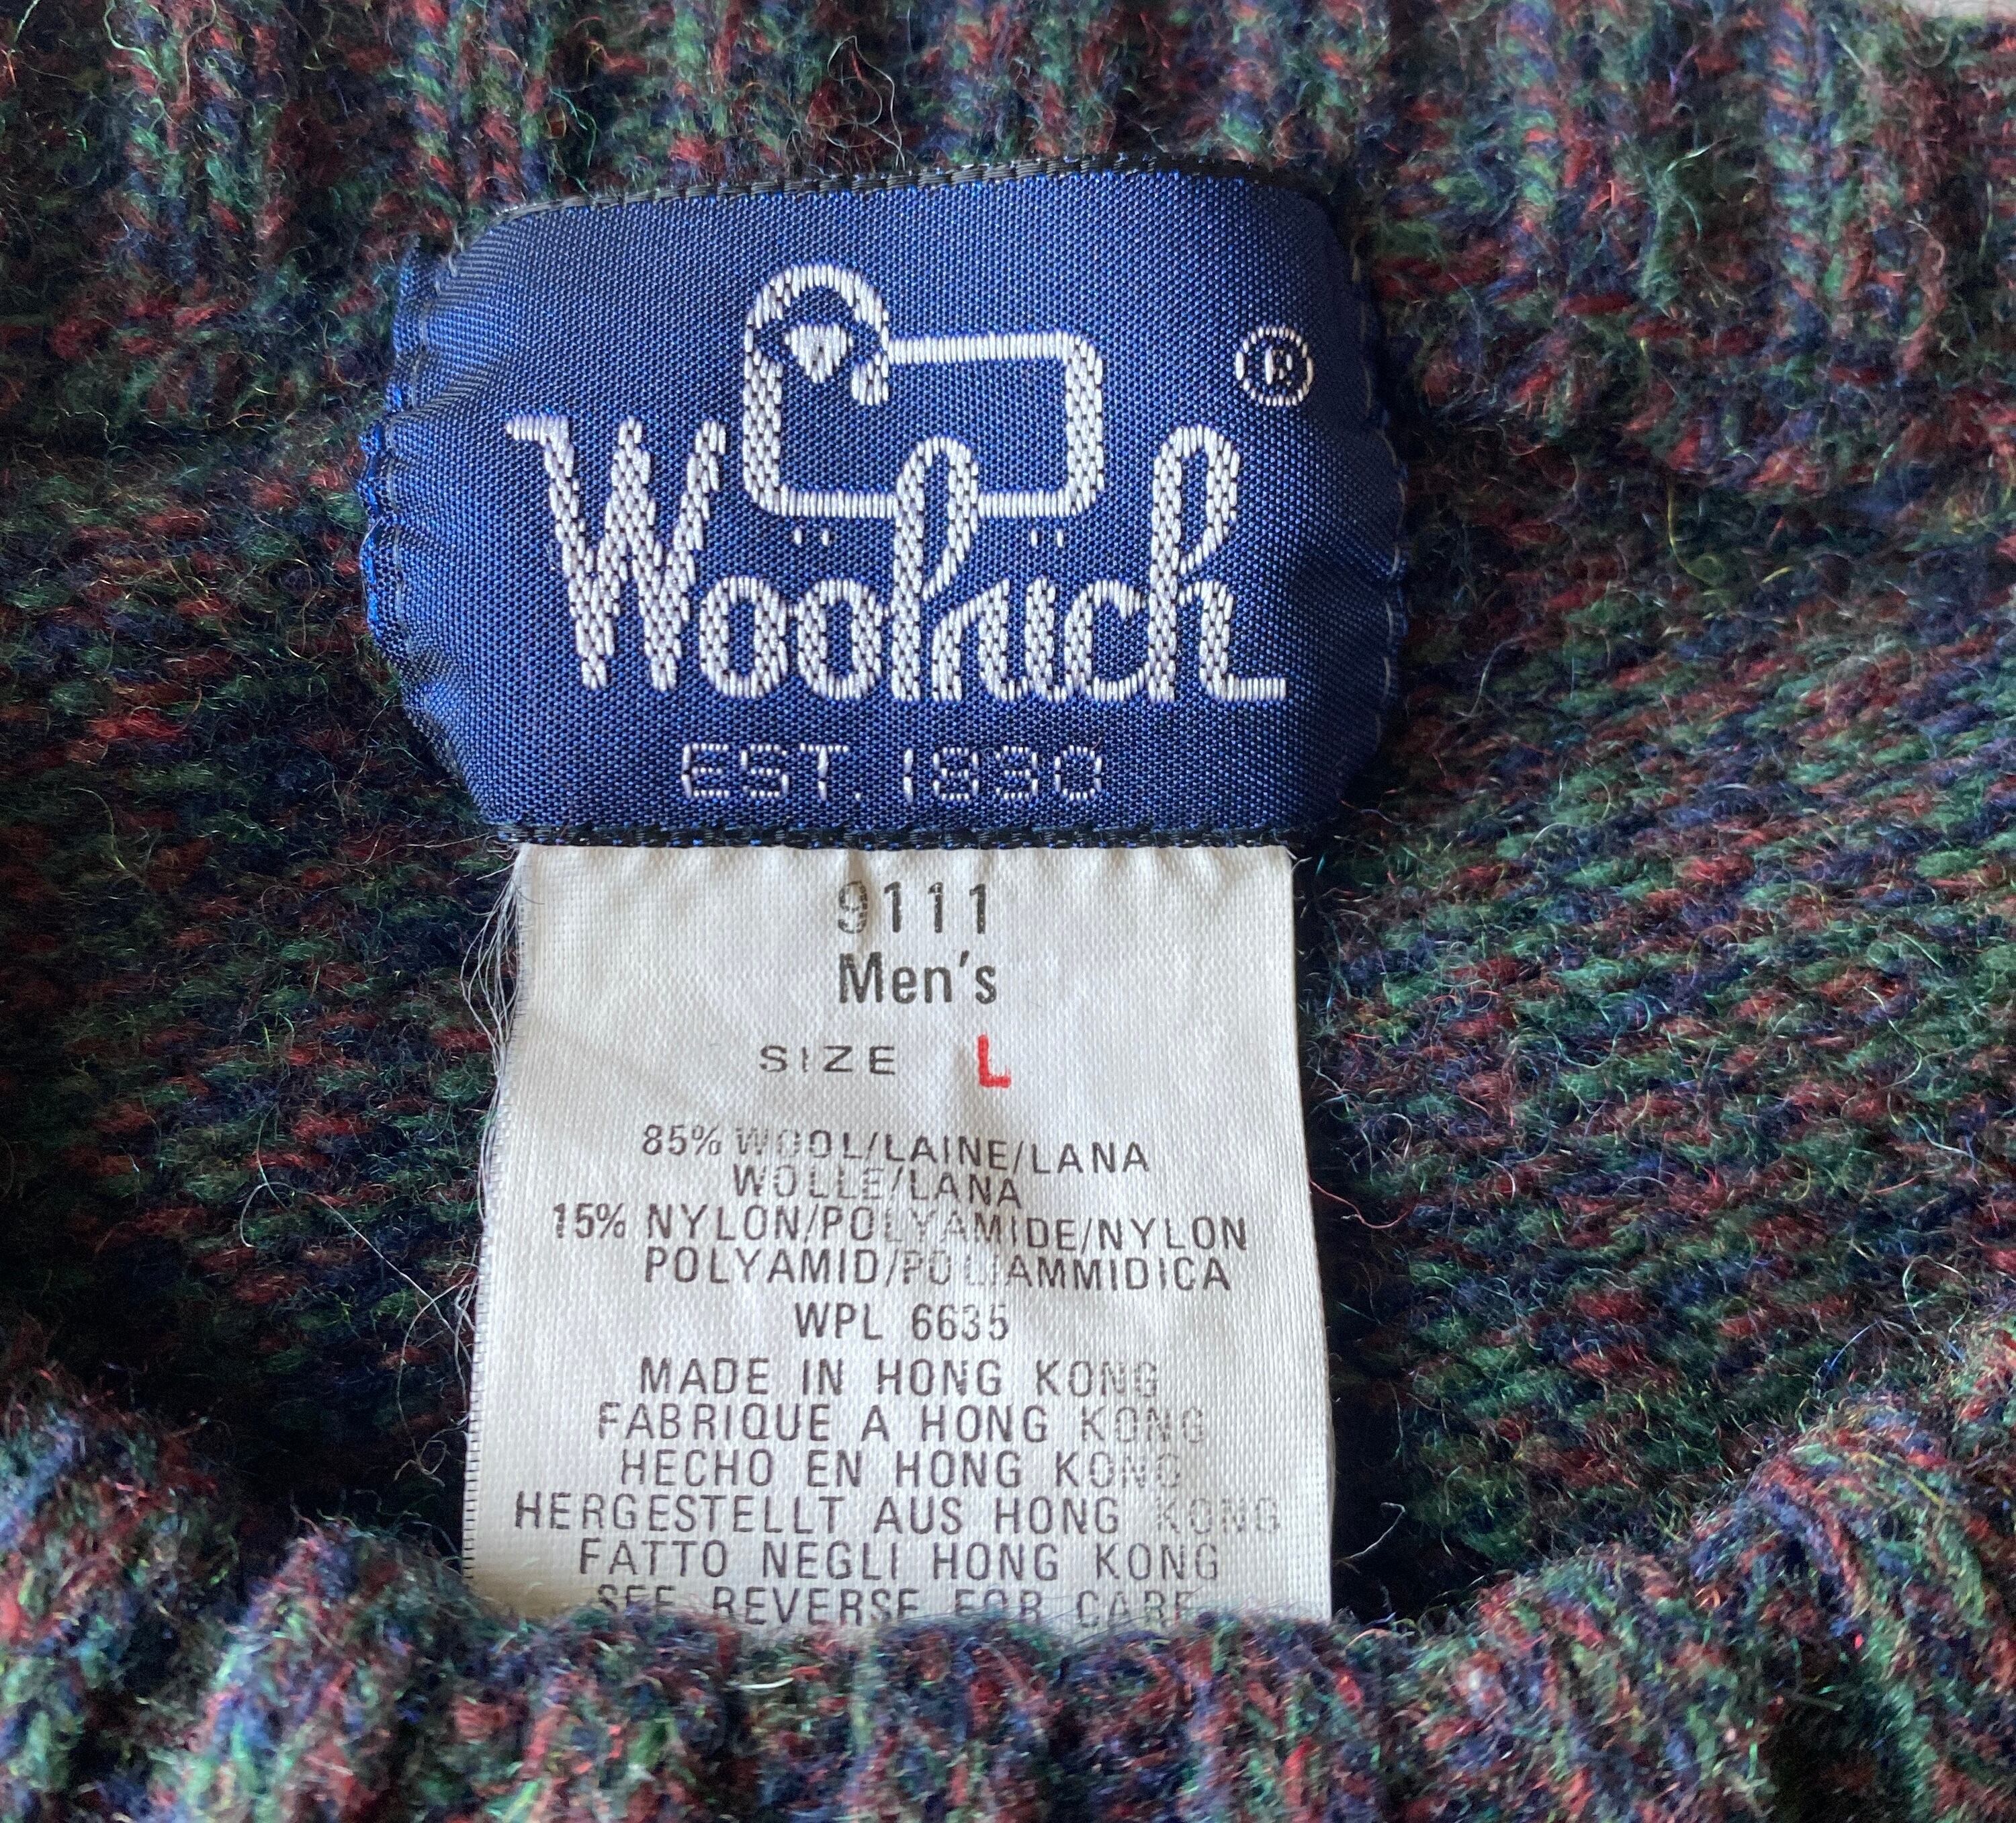 Woolrich ®
EST. 1830
9111
Men's
SIZE L
85% WOOL/LAINE/LANA
WOLLE/LANA
15% NYLON/POLYAMIDE/NYLON
POLYAMID/POLIAMMIDICA
WPL 6635
MADE IN HONG KONG
FABRIQUE A HONG KONG
HECHO EN HONG KONG
HERGESTELLT AUS HONG KONG
FATTO NEGLI HONG KONG
SEE REVERSE FOR CARE